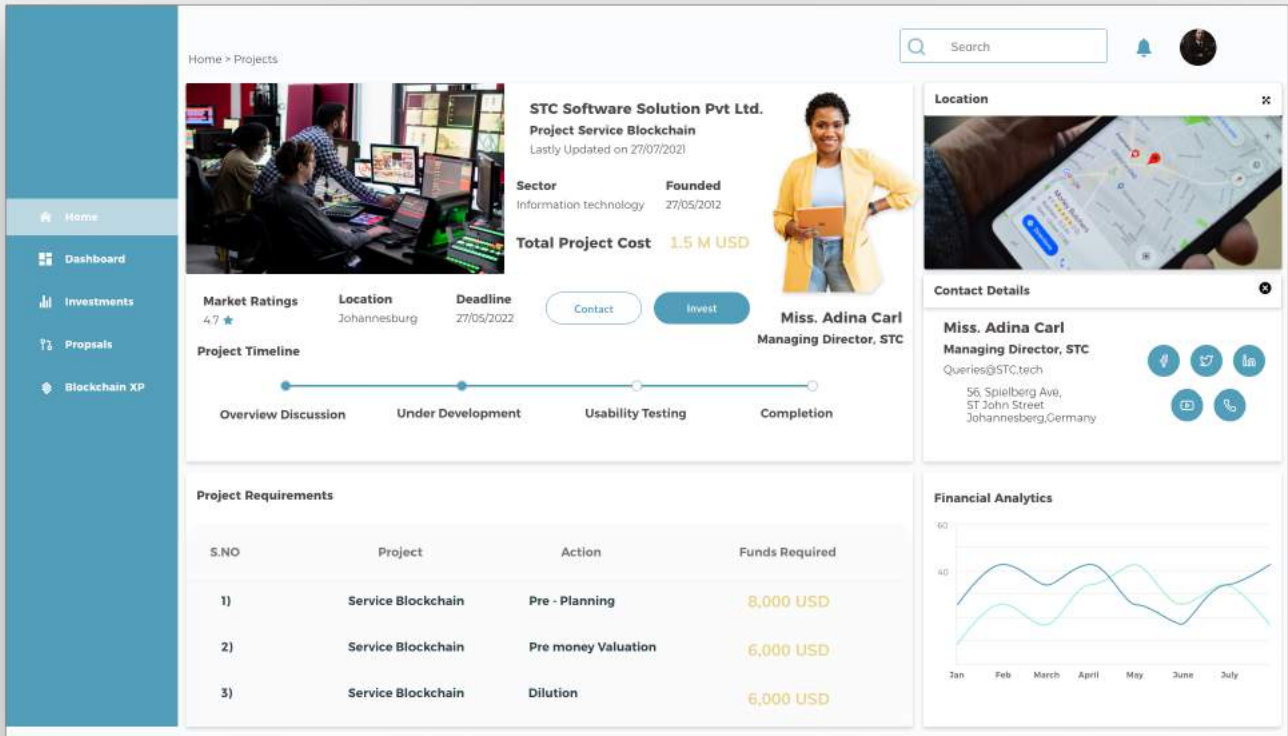 Search
Home > Projects
Home
Dashboard
Investments
Propsals
Blockchain XP
STC Software Solution Pvt Ltd.
Project Service Blockchain
Lastly Updated on 27/07/2021
Sector
Founded
Information technology
27/05/2012
Total Project Cost 1.5 M USD
Market Ratings
Location
Deadline
4.7
Johannesburg
27/05/2022
Contact
Invest
Miss. Adina Carl
Managing Director, STC
Project Timeline
Overview Discussion
Under Development
Usability Testing
Completion
Location
Money Builders
Directions
Contact Details
Miss. Adina Carl
Managing Director, STC
Queries@STC.tech
56, Spielberg Ave,
ST John Street
Johannesberg,Germany
Project Requirements
S.NO Project Action Funds Required
1) Service Blockchain Pre - Planning 8,000 USD
2) Service Blockchain Pre money Valuation 6,000 USD
3) Service Blockchain Dilution 6,000 USD
Financial Analytics
60
40
Jan Feb March April May June July